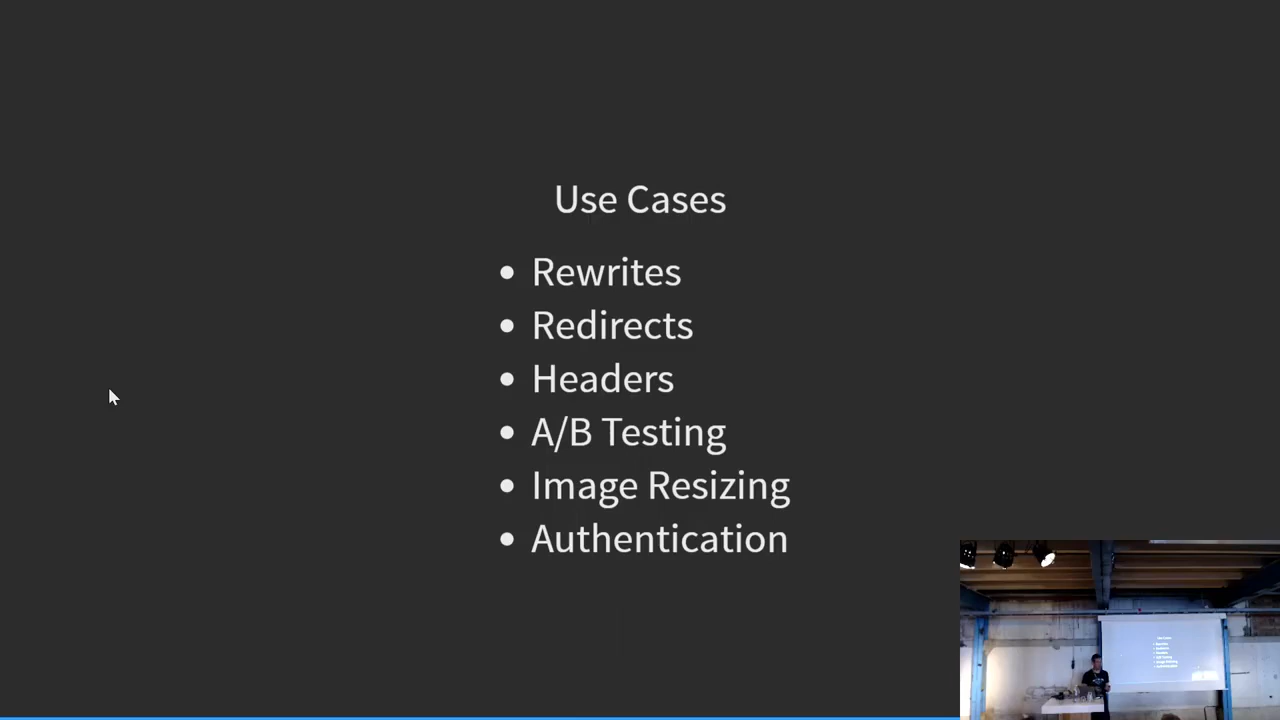 Use Cases
Rewrites
Redirects
Headers
A/B Testing
Image Resizing
Authentication